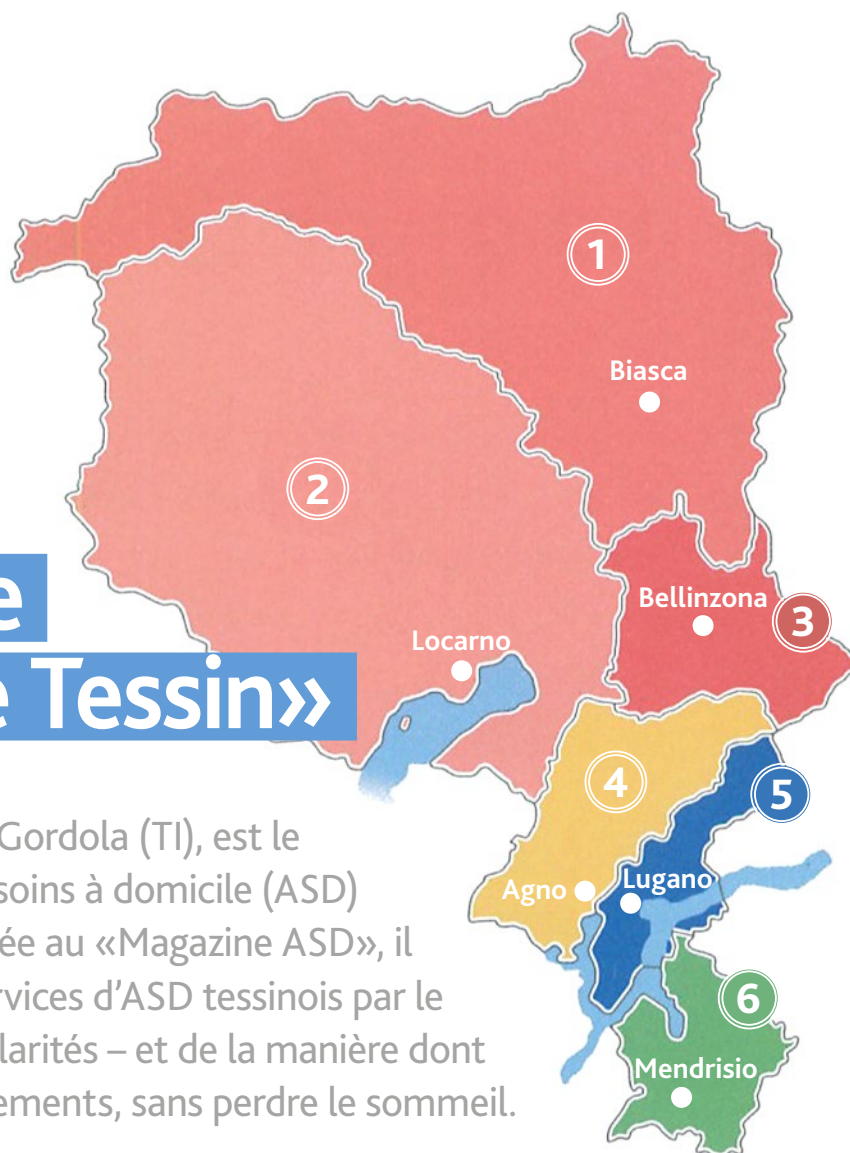 1
Biasca
2
e
Bellinzona
3
Locarno
e Tessin»
4
5
Gordola (TI), est le
soins à domicile (ASD)
Agno
Lugano
ée au «Magazine ASD», il
rvices d'ASD tessinois par le
6
larités – et de la manière dont
Mendrisio
ements, sans perdre le sommeil.